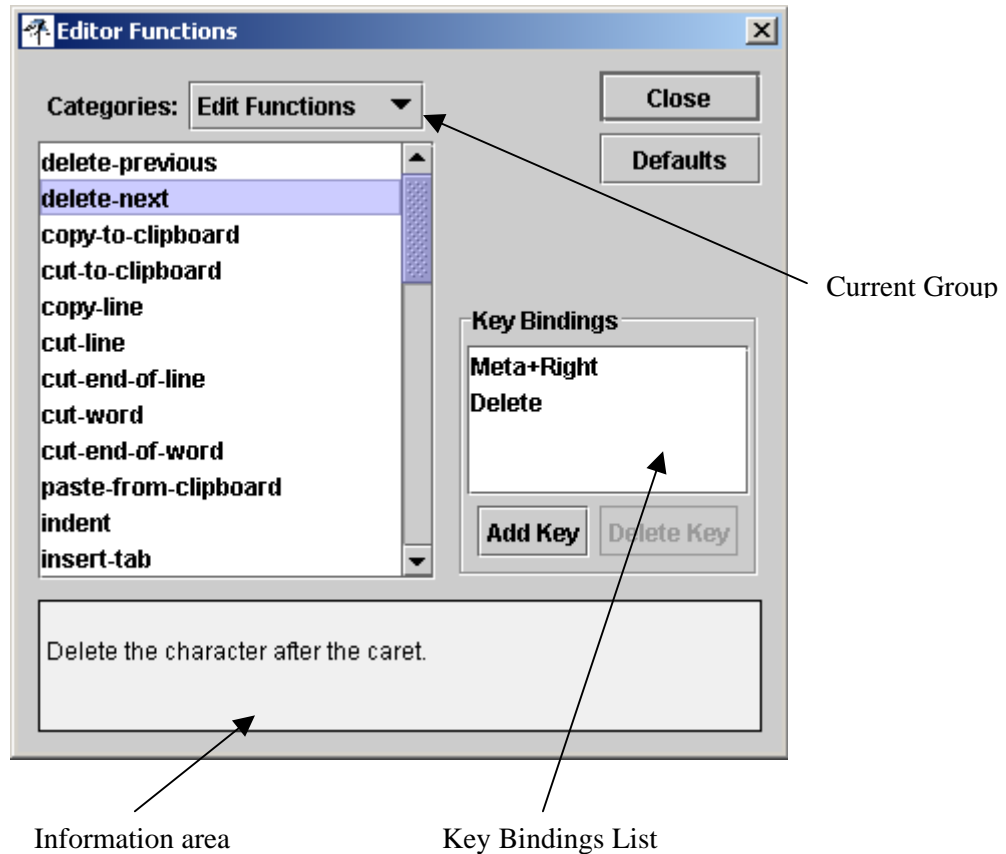 Editor Functions
Categories: Edit Functions
Close
Defaults
delete-previous
delete-next
copy-to-clipboard
cut-to-clipboard
copy-line
cut-line
cut-end-of-line
cut-word
cut-end-of-word
paste-from-clipboard
indent
insert-tab
Current Group
Key Bindings
Meta+Right
Delete
Add Key
Delete Key
Delete the character after the caret.
Information area
Key Bindings List